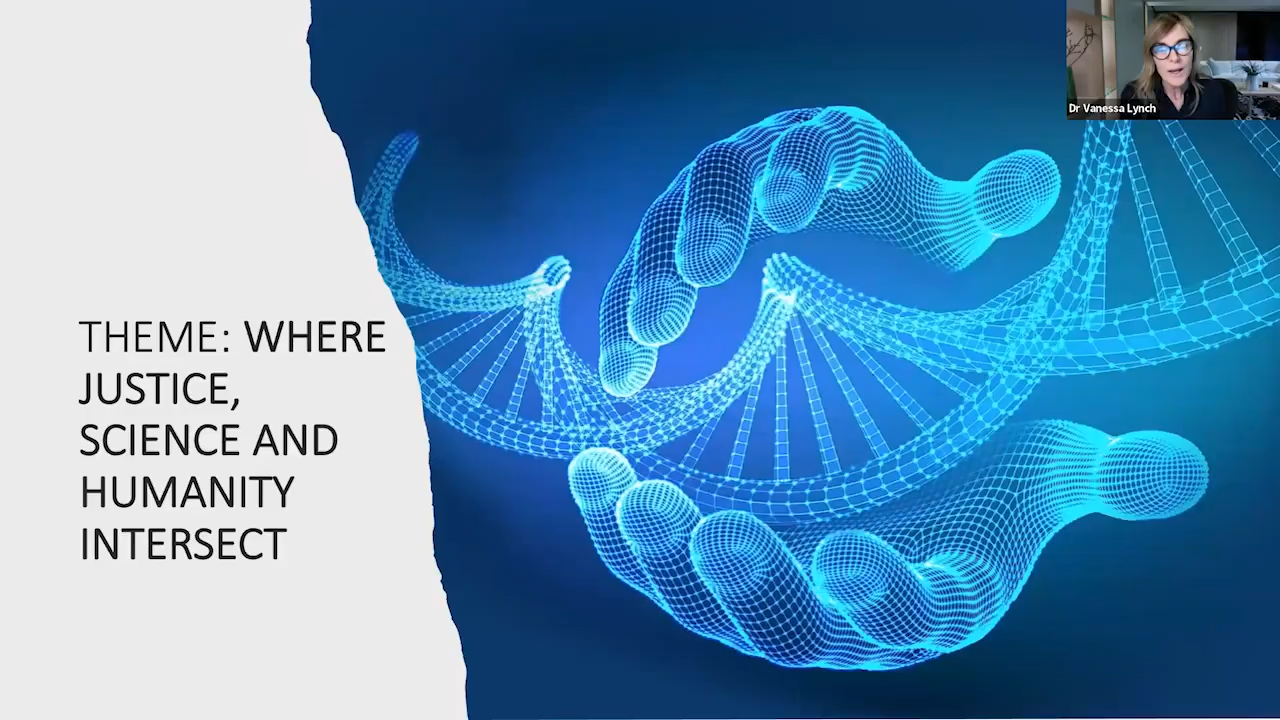 THEME: WHERE
JUSTICE,
SCIENCE AND
HUMANITY
INTERSECT
Dr Vanessa Lynch